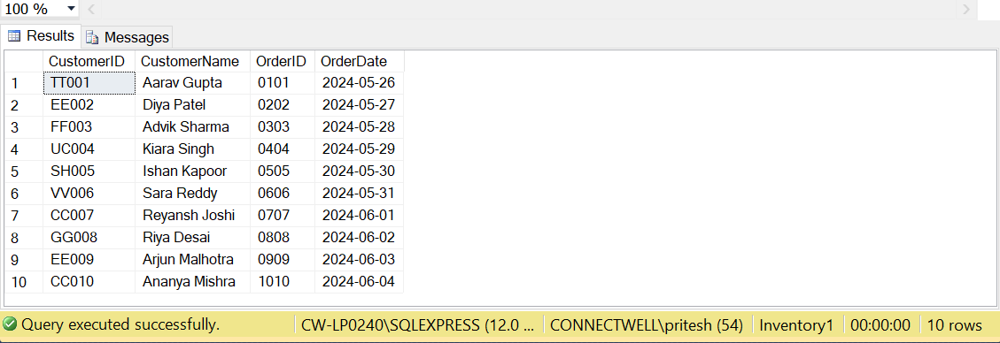 100 %
Results Messages
CustomerID CustomerName OrderID OrderDate
1 TT001 Aarav Gupta 0101 2024-05-26
2 EE002 Diya Patel 0202 2024-05-27
3 FF003 Advik Sharma 0303 2024-05-28
4 UC004 Kiara Singh 0404 2024-05-29
5 SH005 Ishan Kapoor 0505 2024-05-30
6 VV006 Sara Reddy 0606 2024-05-31
7 CC007 Reyansh Joshi 0707 2024-06-01
8 GG008 Riya Desai 0808 2024-06-02
9 EE009 Arjun Malhotra 0909 2024-06-03
10 CC010 Ananya Mishra 1010 2024-06-04
Query executed successfully. CW-LP0240\SQLEXPRESS (12.0 ... CONNECTWELL\pritesh (54) Inventory1 00:00:00 10 rows